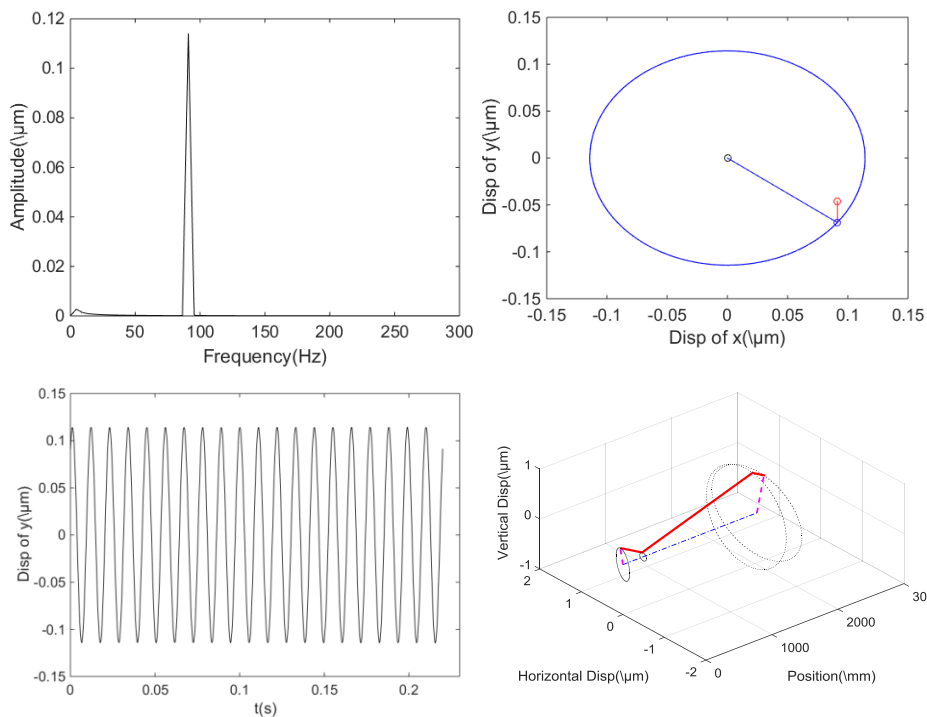 0.12
0.1
0.08
0.06
0.04
0.02
0
Amplitude(\µm)
0 50 100 150 200 250 300
Frequency(Hz)
0.15
0.1
0.05
0
-0.05
-0.1
-0.15
Disp of y(\µm)
-0.15 -0.1 -0.05 0 0.05 0.1 0.15
Disp of x(\µm)
0.15
0.1
0.05
0
-0.05
-0.1
-0.15
Disp of y(\µm)
0 0.05 0.1 0.15 0.2
t(s)
1
0
-1
Vertical Disp(\µm)
2
1
0
-1
-2
Horizontal Disp(\µm)
0
1000
2000
30
Position(\mm)